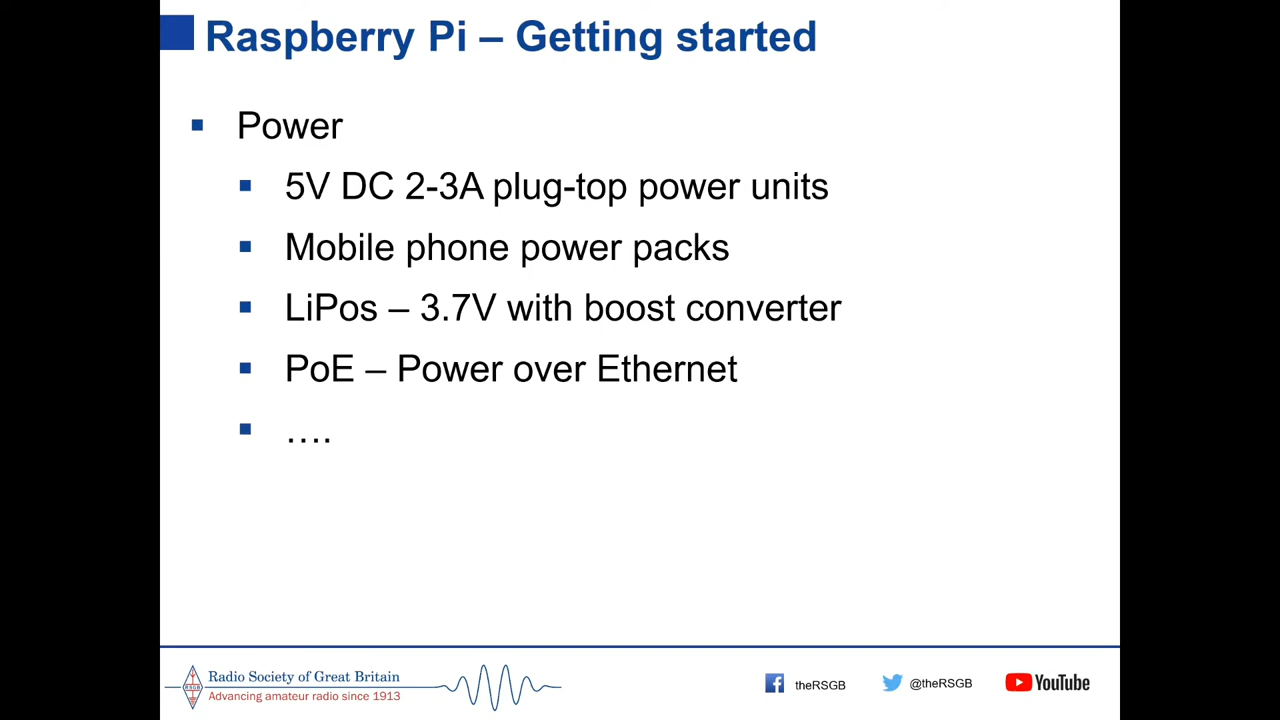 Raspberry Pi – Getting started
Power
5V DC 2-3A plug-top power units
Mobile phone power packs
LiPos – 3.7V with boost converter
PoE – Power over Ethernet
….
RSGB
Radio Society of Great Britain
Advancing amateur radio since 1913
theRSGB
@theRSGB
YouTube